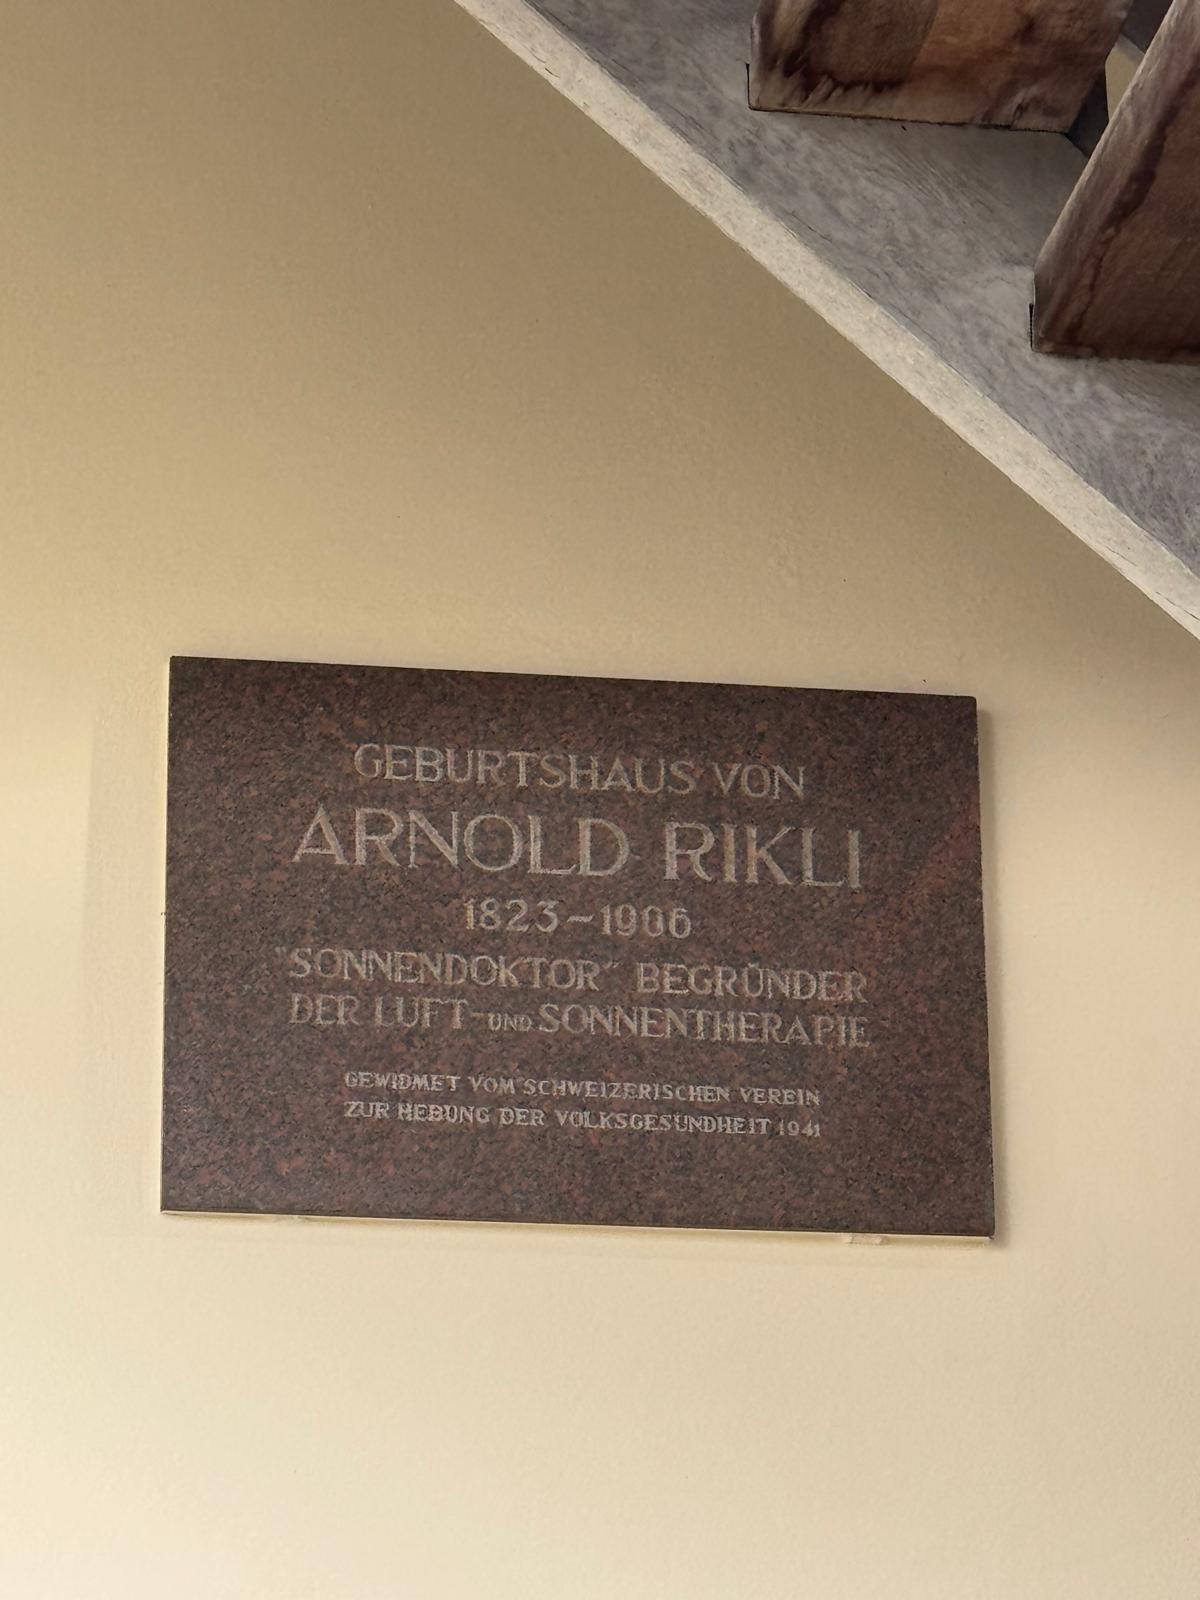 GEBURTSHAUS VON
ARNOLD RIKLI
1823–1906
"SONNENDOKTOR" BEGRÜNDER
DER LUFT- UND SONNENTHERAPIE
GEWIDMET VOM SCHWEIZERISCHEN VEREIN
ZUR HEBUNG DER VOLKSGESUNDHEIT 1941